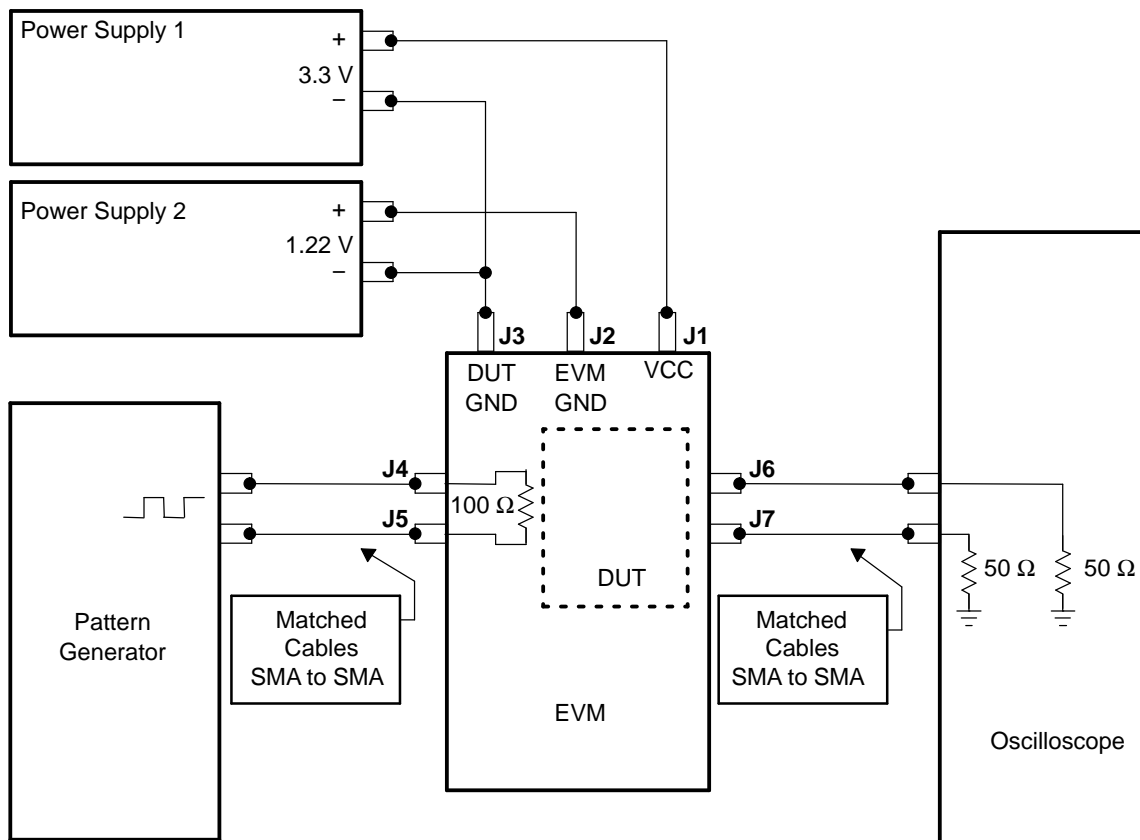 Power Supply 1
+
3.3 V
−
Power Supply 2
+
1.22 V
−
J3
J2
J1
DUT
GND
EVM
GND
VCC
J4
J5
100 Ω
DUT
EVM
J6
J7
Pattern
Generator
Matched
Cables
SMA to SMA
Matched
Cables
SMA to SMA
50 Ω
50 Ω
Oscilloscope